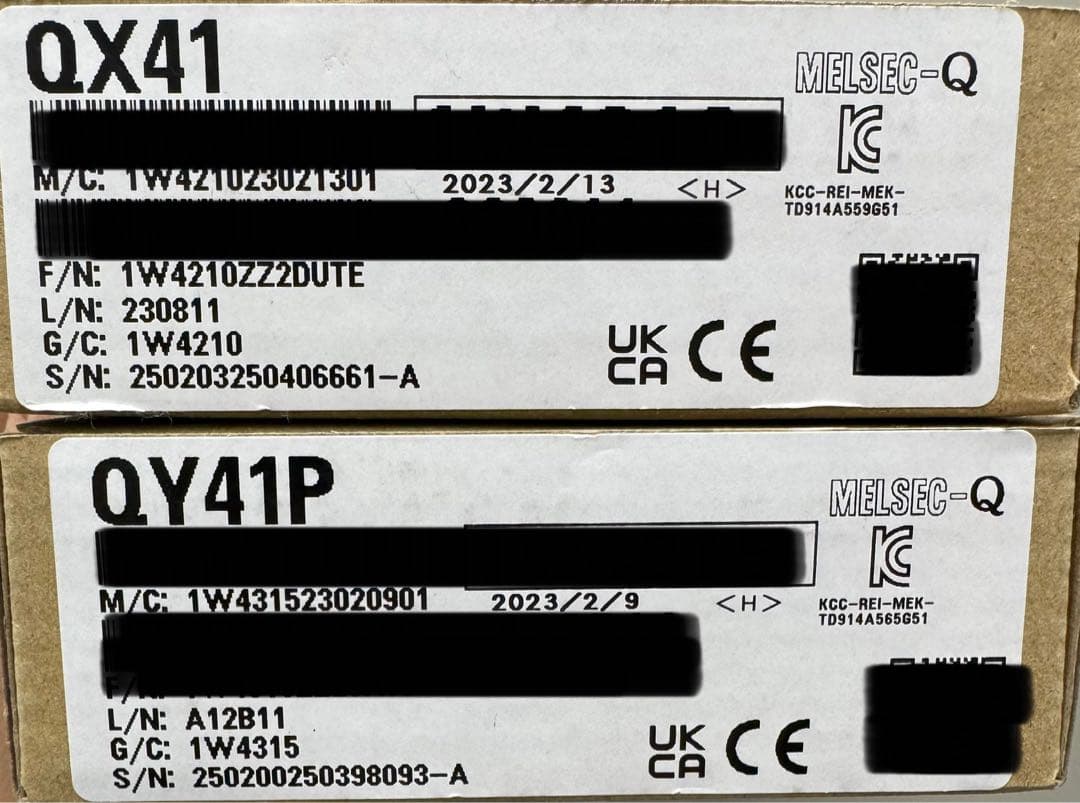 QX41
MELSEC-Q
M/C: 1W421023021301
2023/2/13 <H>
KCC-REI-MEK-
TD914A559G51
F/N: 1W4210ZZ2DUTE
L/N: 230811
G/C: 1W4210
S/N: 250203250406661-A
UK
CA CE
QY41P
MELSEC-Q
M/C: 1W431523020901
2023/2/9 <H>
KCC-REI-MEK-
TD914A565G51
L/N: A12B11
G/C: 1W4315
S/N: 250200250398093-A
UK
CA CE